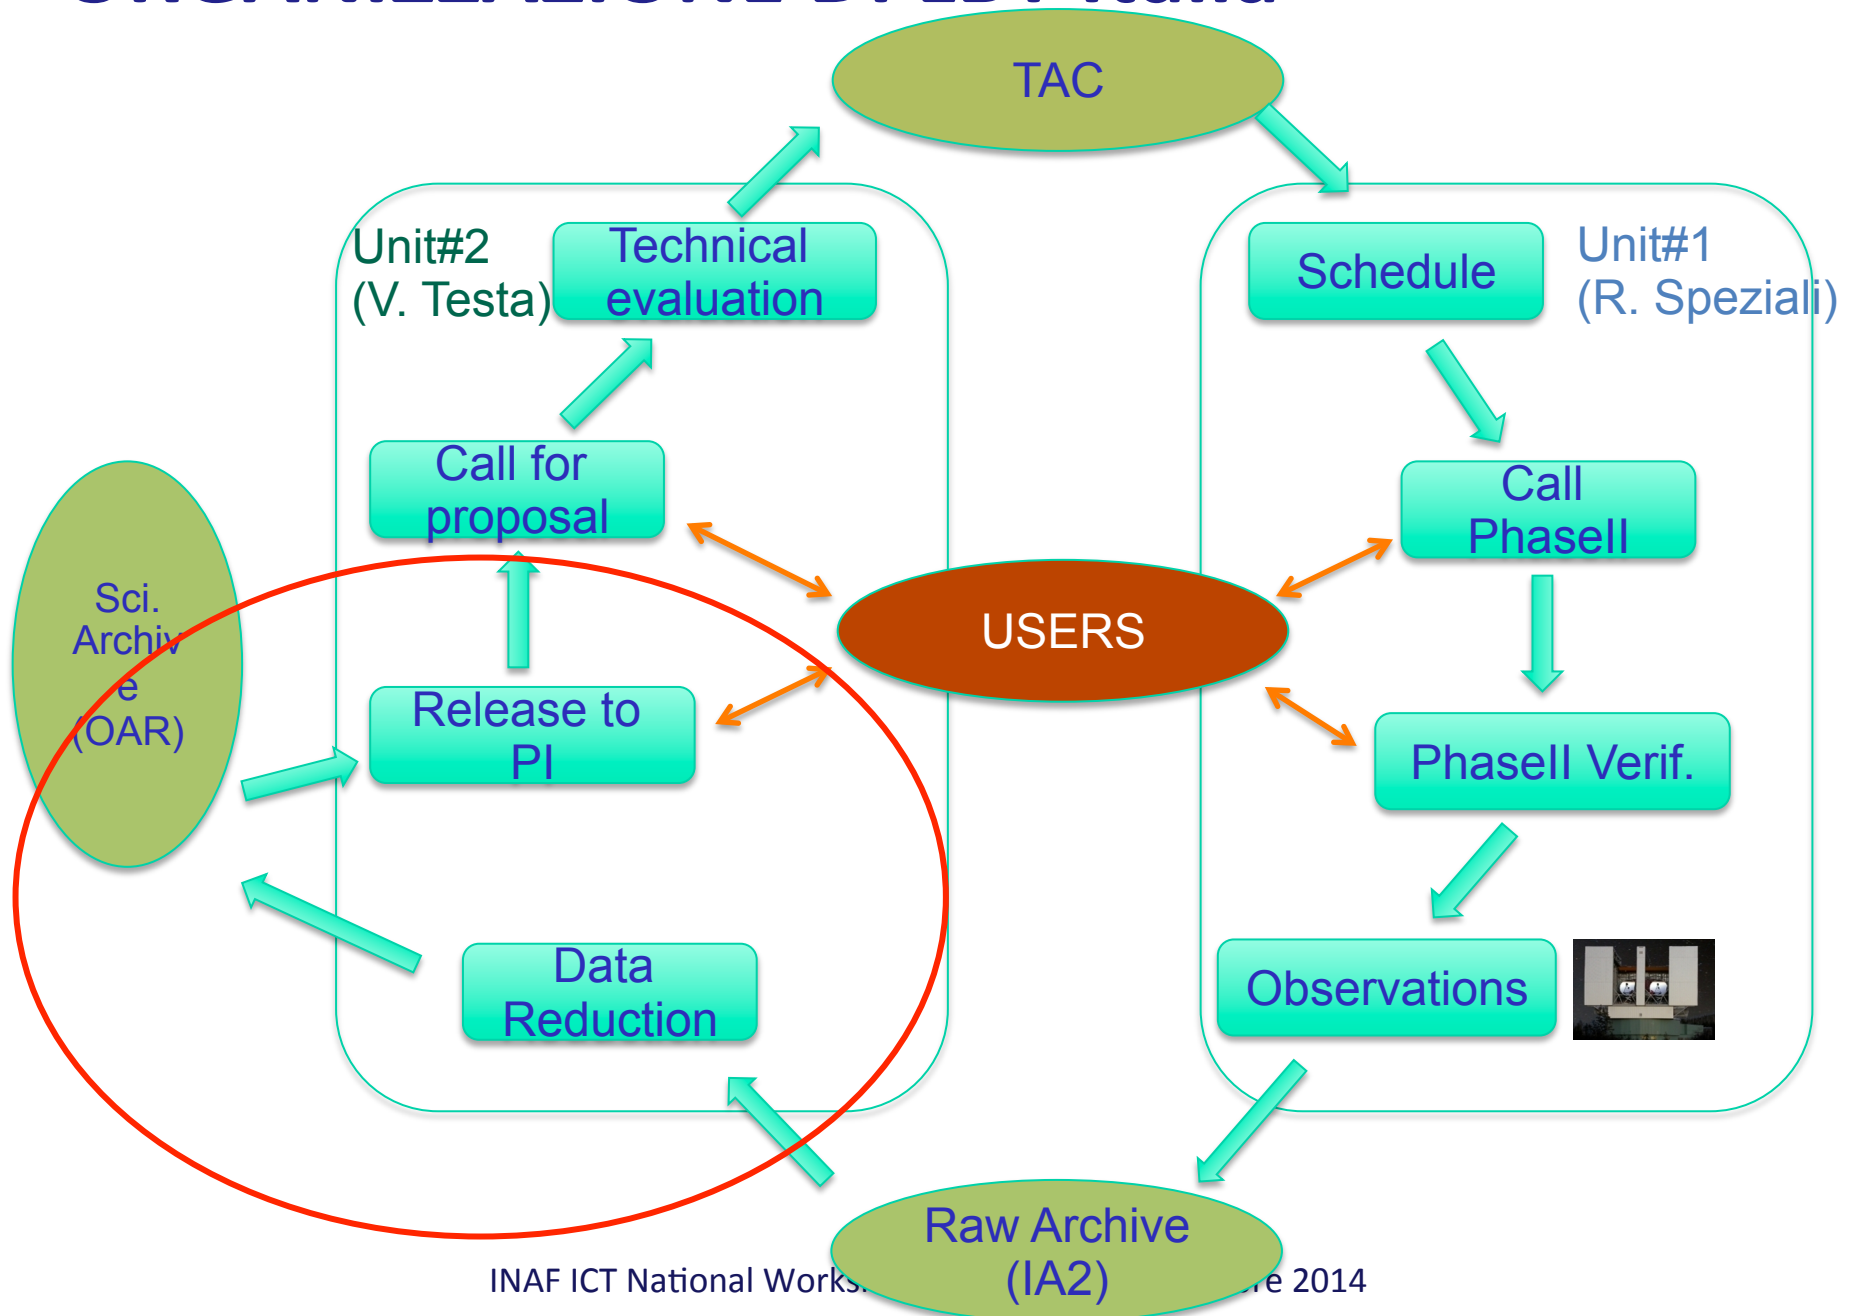 TAC
Unit#2
(V. Testa)
Technical
evaluation
Schedule
Unit#1
(R. Speziali)
Call for
proposal
Call
PhaseII
Sci.
Archiv
e
(OAR)
USERS
Release to
PI
PhaseII Verif.
Data
Reduction
Observations
Raw Archive
(IA2)
INAF ICT National 2014